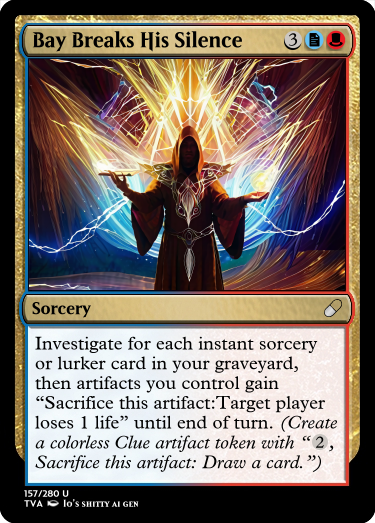 Bay Breaks His Silence 3
Sorcery
Investigate for each instant sorcery
or lurker card in your graveyard,
then artifacts you control gain
“Sacrifice this artifact:Target player
loses 1 life” until end of turn. (Create
a colorless Clue artifact token with “2,
Sacrifice this artifact: Draw a card.”)
157/280 U
TVA Io's shitty ai gen